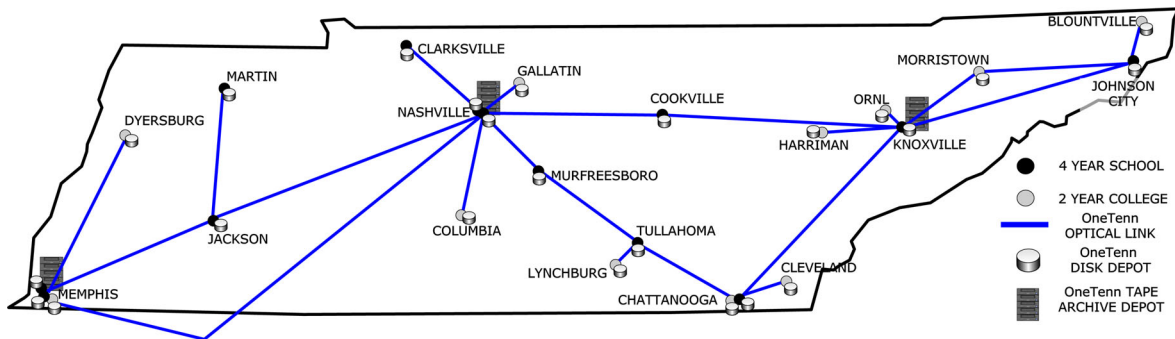 BLOUNTVILLE
CLARKSVILLE
GALLATIN
MARTIN
MORRISTOWN
JOHNSON
CITY
DYERSBURG
NASHVILLE
COOKVILLE
ORNL
HARRIMAN
KNOXVILLE
MURFREESBORO
JACKSON
COLUMBIA
TULLAHOMA
LYNCHBURG
CLEVELAND
MEMPHIS
CHATTANOOGA
4 YEAR SCHOOL
2 YEAR COLLEGE
OneTenn
OPTICAL LINK
OneTenn
DISK DEPOT
OneTenn TAPE
ARCHIVE DEPOT